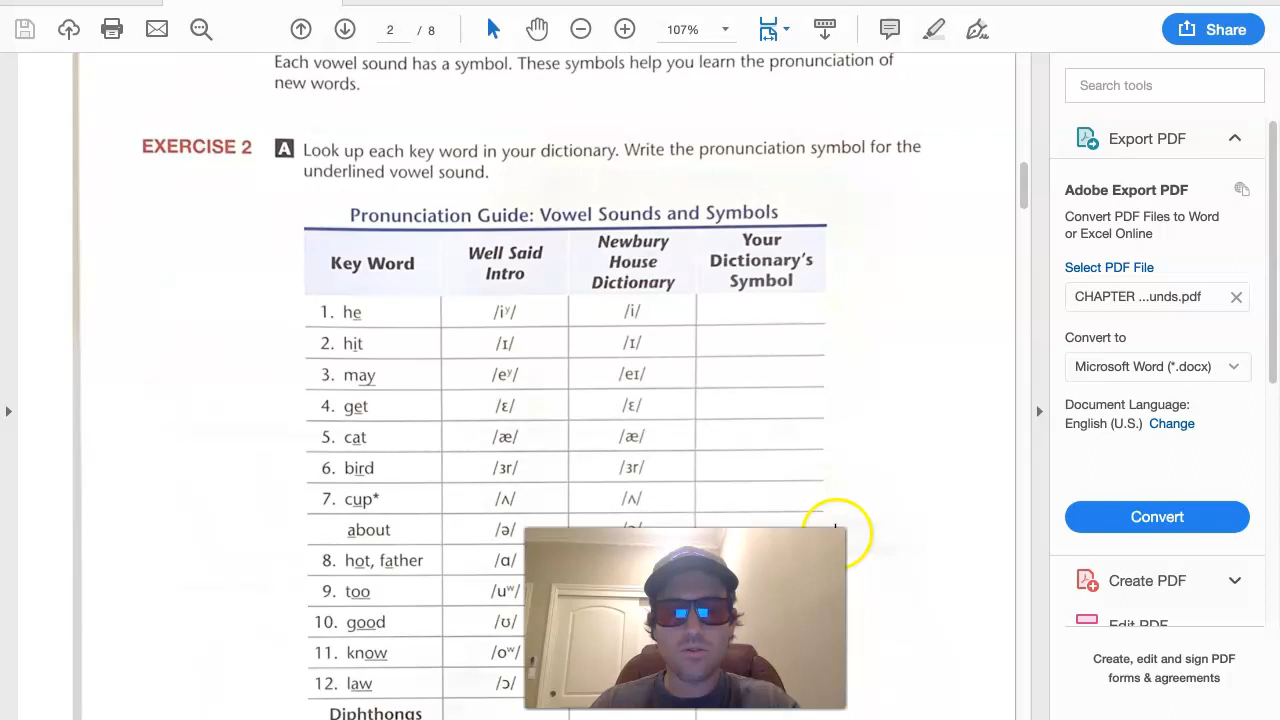 2 / 8
107%
Share
Each vowel sound has a symbol. These symbols help you learn the pronunciation of
new words.
EXERCISE 2 A Look up each key word in your dictionary. Write the pronunciation symbol for the
underlined vowel sound.
Pronunciation Guide: Vowel Sounds and Symbols
Key Word
Well Said
Intro
Newbury
House
Dictionary
Your
Dictionary's
Symbol
1. he /iʸ/ /i/
2. hit /ɪ/ /ɪ/
3. may /eʸ/ /eɪ/
4. get /ɛ/ /ɛ/
5. cat /æ/ /æ/
6. bird /ɜr/ /ɜr/
7. cup* /ʌ/ /ʌ/
about /ə/
8. hot, father /ɑ/
9. too /uʷ/
10. good /ʊ/
11. know /oʷ/
12. law /ɔ/
Diphthongs
Search tools
Export PDF
Adobe Export PDF
Convert PDF Files to Word
or Excel Online
Select PDF File
CHAPTER ...unds.pdf
Convert to
Microsoft Word (*.docx)
Document Language:
English (U.S.) Change
Convert
Create PDF
Edit PDF
Create, edit and sign PDF
forms & agreements